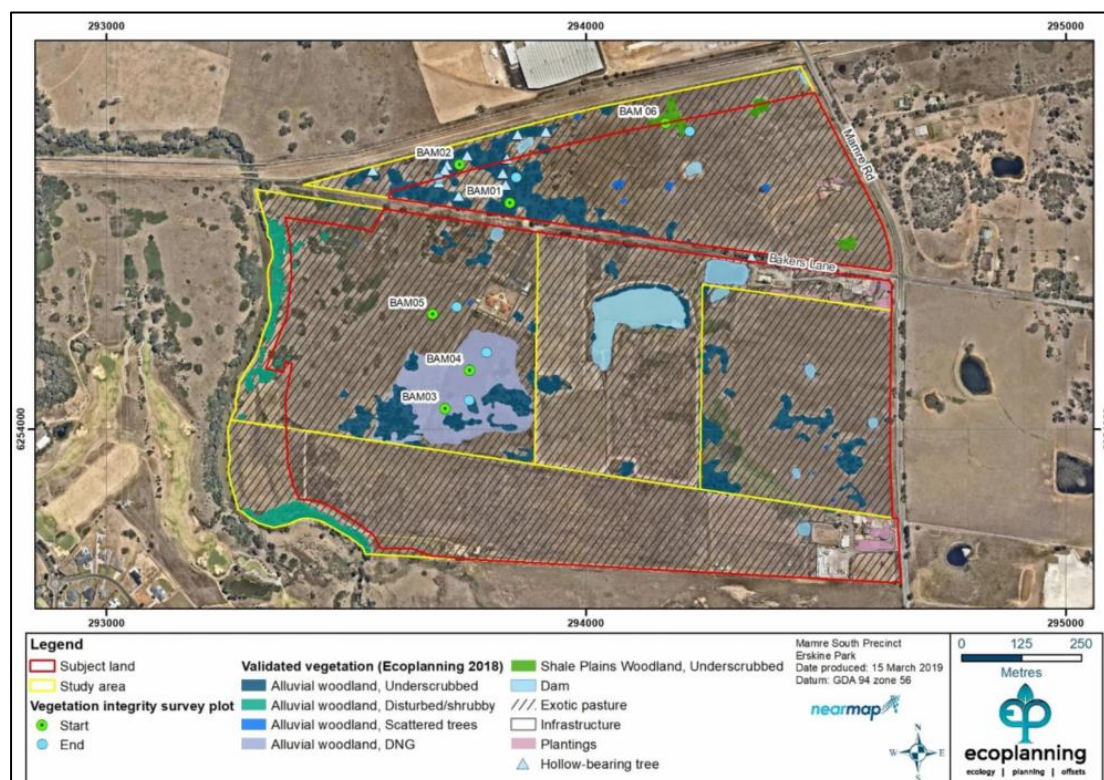 293000 294000 295000
BAM 06
BAM02
Mamre Rd
BAM01
Bakers Lane
BAM05
BAM04
BAM03
6254000
293000 294000 295000
Legend
Subject land
Study area
Vegetation integrity survey plot
Start
End
Validated vegetation (Ecoplanning 2018)
Alluvial woodland, Underscrubbed
Alluvial woodland, Disturbed/shrubby
Alluvial woodland, Scattered trees
Alluvial woodland, DNG
Shale Plains Woodland, Underscrubbed
Dam
Exotic pasture
Infrastructure
Plantings
Hollow-bearing tree
Mamre South Precinct
Erskine Park
Date produced: 15 March 2019
Datum: GDA 94 zone 56
nearmap
N
W E
S
0 125 250
Metres
ep
ecoplanning
ecology | planning | offsets